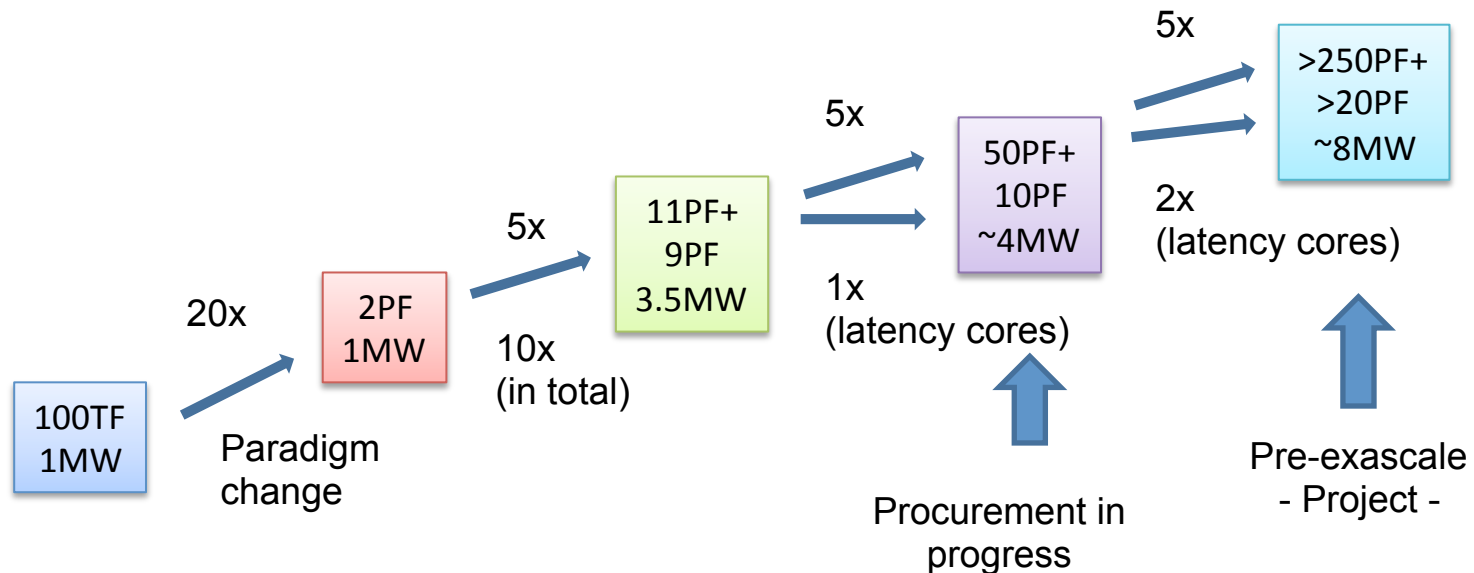 100TF
1MW
20x
Paradigm
change
2PF
1MW
5x
10x
(in total)
11PF+
9PF
3.5MW
5x
1x
(latency cores)
50PF+
10PF
~4MW
Procurement in
progress
5x
2x
(latency cores)
>250PF+
>20PF
~8MW
Pre-exascale
- Project -